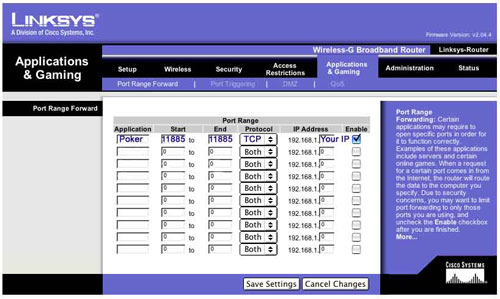 LINKSYS®
A Division of Cisco Systems, Inc.
Firmware Version: v2.04.4
Wireless-G Broadband Router Linksys-Router
Applications & Gaming
Setup Wireless Security Access Restrictions Applications & Gaming Administration Status
Port Range Forward | Port Triggering | DMZ | QoS
Port Range Forward
Port Range
Application Start End Protocol IP Address Enable
Poker 11885 to 11885 TCP 192.168.1.Your IP
0 to 0 Both 192.168.1.0
0 to 0 Both 192.168.1.0
0 to 0 Both 192.168.1.0
0 to 0 Both 192.168.1.0
0 to 0 Both 192.168.1.0
0 to 0 Both 192.168.1.0
0 to 0 Both 192.168.1.0
0 to 0 Both 192.168.1.0
0 to 0 Both 192.168.1.0
Save Settings Cancel Changes
Port Range
Forwarding: Certain
applications may require to
open specific ports in order for
it to function correctly.
Examples of these applications
include servers and certain
online games. When a request
for a certain port comes in from
the Internet, the router will route
the data to the computer you
specify. Due to security
concerns, you may want to limit
port forwarding to only those
ports you are using, and
uncheck the Enable checkbox
after you are finished.
More...
CISCO SYSTEMS